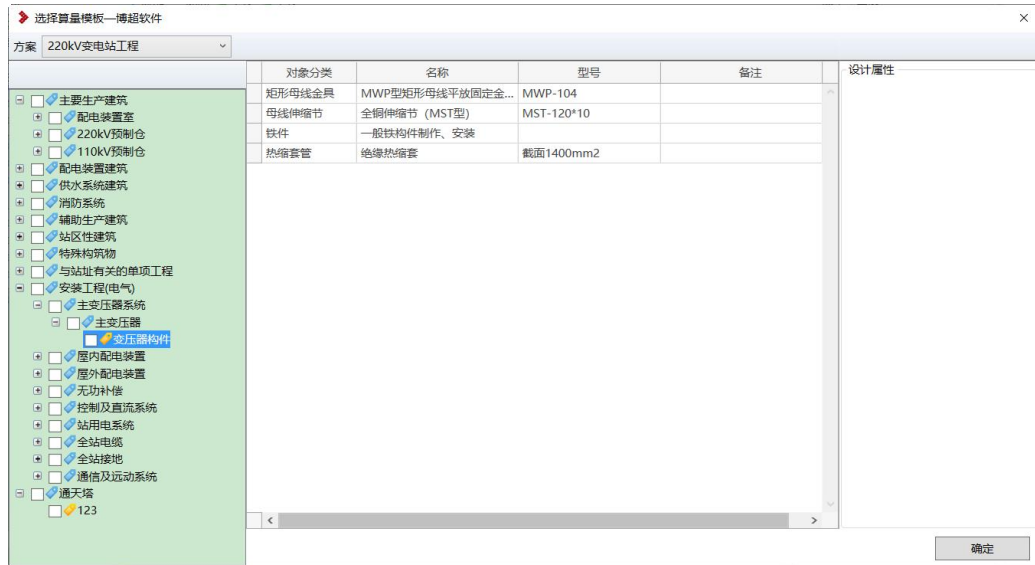 选择算量模板—博超软件
方案 220kV变电站工程
对象分类 名称 型号 备注 设计属性
矩形母线金具 MWP型矩形母线平放固定金... MWP-104
母线伸缩节 全铜伸缩节（MST型） MST-120*10
铁件 一般铁构件制作、安装
热缩套管 绝缘热缩套 截面1400mm2
主要生产建筑
配电装置室
220kV预制仓
110kV预制仓
配电装置建筑
供水系统建筑
消防系统
辅助生产建筑
站区性建筑
特殊构筑物
与站址有关的单项工程
安装工程(电气)
主变压器系统
主变压器
变压器构件
屋内配电装置
屋外配电装置
无功补偿
控制及直流系统
站用电系统
全站电缆
全站接地
通信及远动系统
通天塔
123
确定